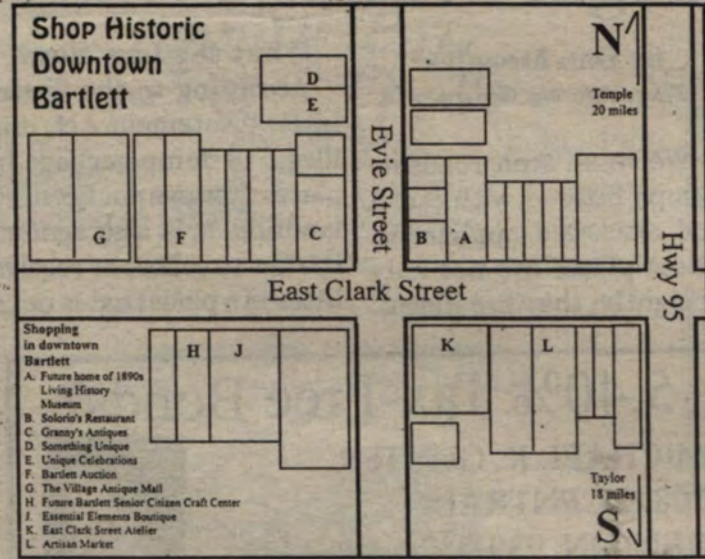 Shop Historic
Downtown
Bartlett
D
E
G
F
C
Evie Street
B
A
N
Temple
20 miles
Hwy 95
East Clark Street
Shopping
in downtown
Bartlett
A. Future home of 1890s
Living History
Museum
B. Solorio's Restaurant
C. Granny's Antiques
D. Something Unique
E. Unique Celebrations
F. Bartlett Auction
G. The Village Antique Mall
H. Future Bartlett Senior Citizen Craft Center
J. Essential Elements Boutique
K. East Clark Street Atelier
L. Artisan Market
H
J
K
L
Taylor
18 miles
S